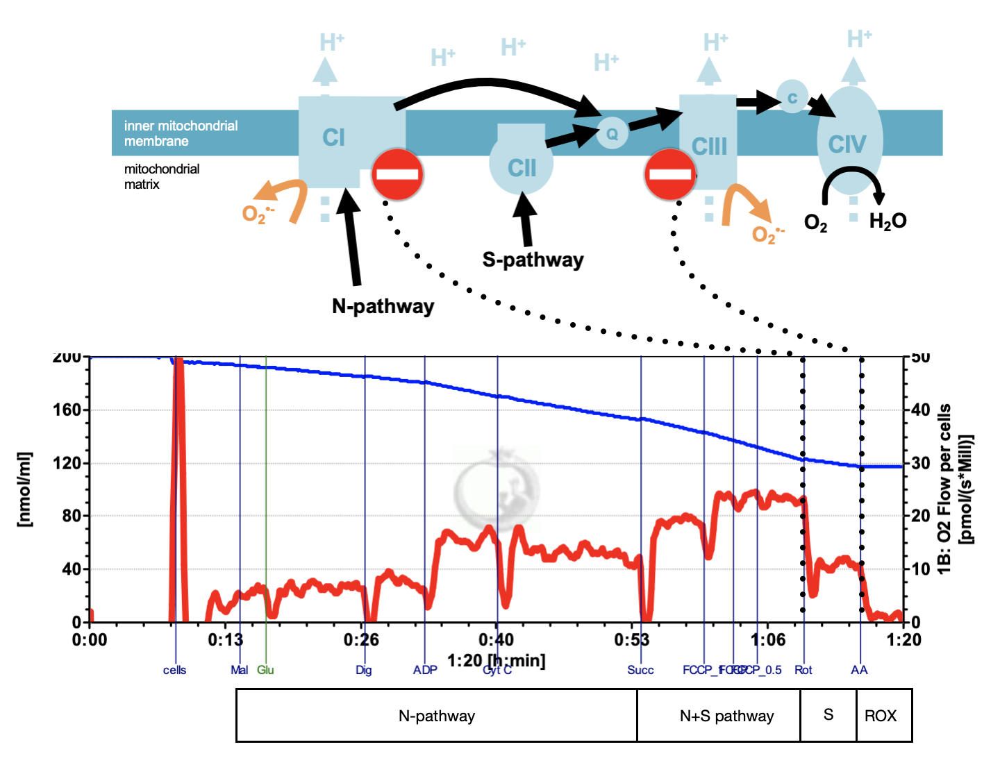 H+
H+
H+
H+
H+
H+
inner mitochondrial
membrane
CI
Q
c
CII
CIII
CIV
mitochondrial
matrix
O2•-
O2•-
O2
H2O
S-pathway
N-pathway
200
160
120
80
40
0
[nmol/ml]
50
40
30
20
10
0
1B: O2 Flow per cells
[pmol/(s*Mill)]
0:00
0:13
0:26
0:40
0:53
1:06
1:20
1:20 [h:min]
cells
Mal
Glu
Dig
ADP
Cyt C
Succ
FCCP_1
FCCP_0.5
Rot
AA
N-pathway
N+S pathway
S
ROX